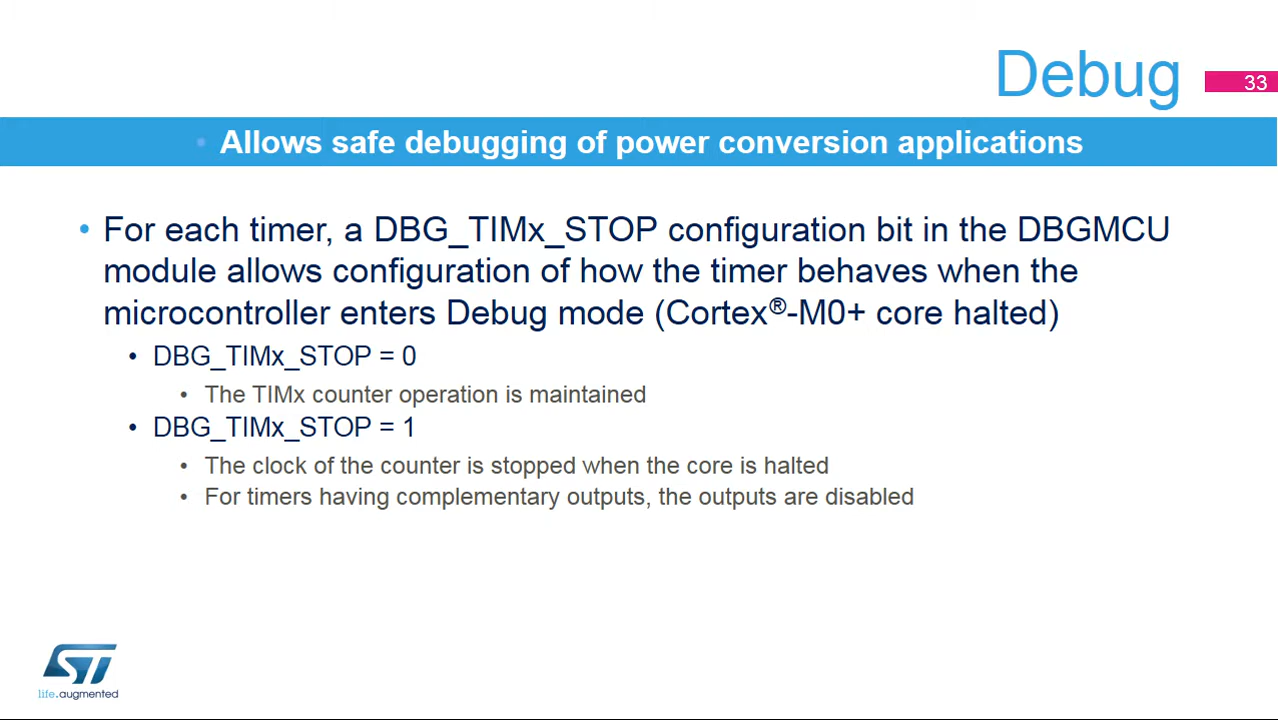 Debug
33
• Allows safe debugging of power conversion applications
• For each timer, a DBG_TIMx_STOP configuration bit in the DBGMCU
module allows configuration of how the timer behaves when the
microcontroller enters Debug mode (Cortex®-M0+ core halted)
• DBG_TIMx_STOP = 0
• The TIMx counter operation is maintained
• DBG_TIMx_STOP = 1
• The clock of the counter is stopped when the core is halted
• For timers having complementary outputs, the outputs are disabled
ST
life.augmented